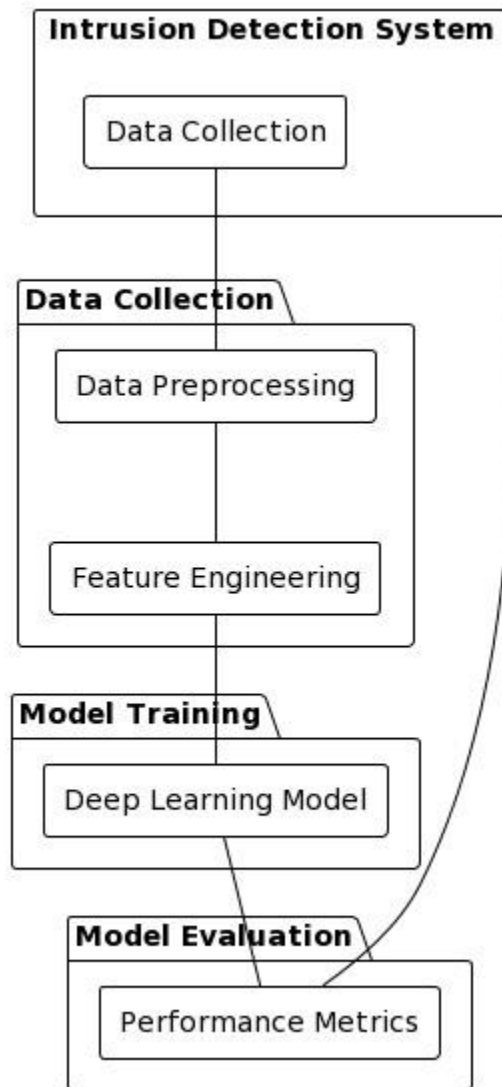 Intrusion Detection System
Data Collection
Data Collection
Data Preprocessing
Feature Engineering
Model Training
Deep Learning Model
Model Evaluation
Performance Metrics